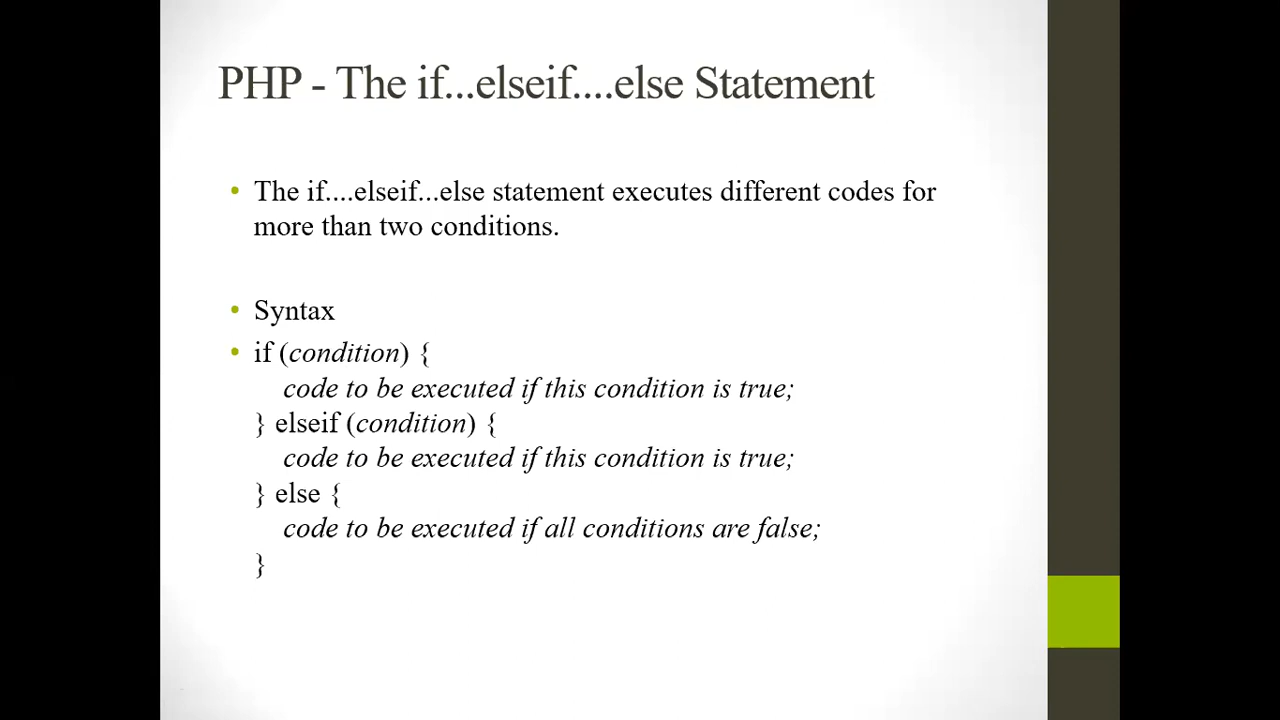 PHP - The if...elseif....else Statement
• The if....elseif...else statement executes different codes for
more than two conditions.
• Syntax
• if (condition) {
code to be executed if this condition is true;
} elseif (condition) {
code to be executed if this condition is true;
} else {
code to be executed if all conditions are false;
}